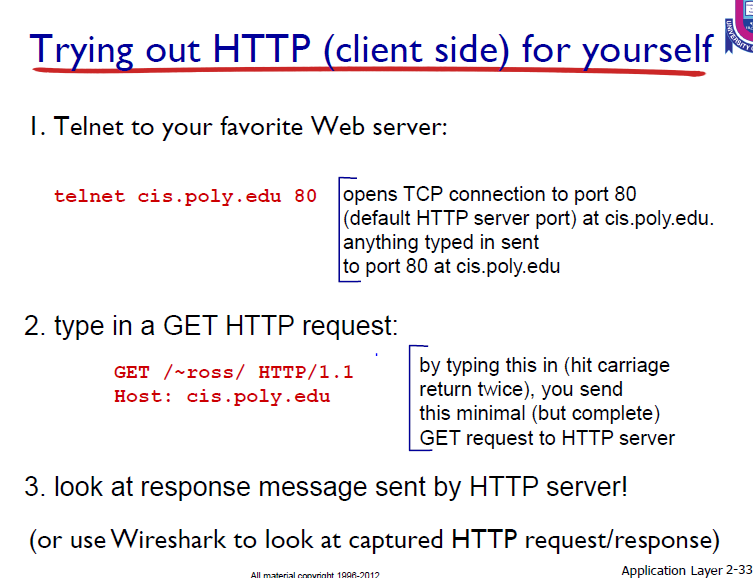 Trying out HTTP (client side) for yourself
1. Telnet to your favorite Web server:
telnet cis.poly.edu 80
opens TCP connection to port 80
(default HTTP server port) at cis.poly.edu.
anything typed in sent
to port 80 at cis.poly.edu
2. type in a GET HTTP request:
GET /~ross/ HTTP/1.1
Host: cis.poly.edu
by typing this in (hit carriage
return twice), you send
this minimal (but complete)
GET request to HTTP server
3. look at response message sent by HTTP server!
(or use Wireshark to look at captured HTTP request/response)
All material copyright 1996-2012
Application Layer 2-33